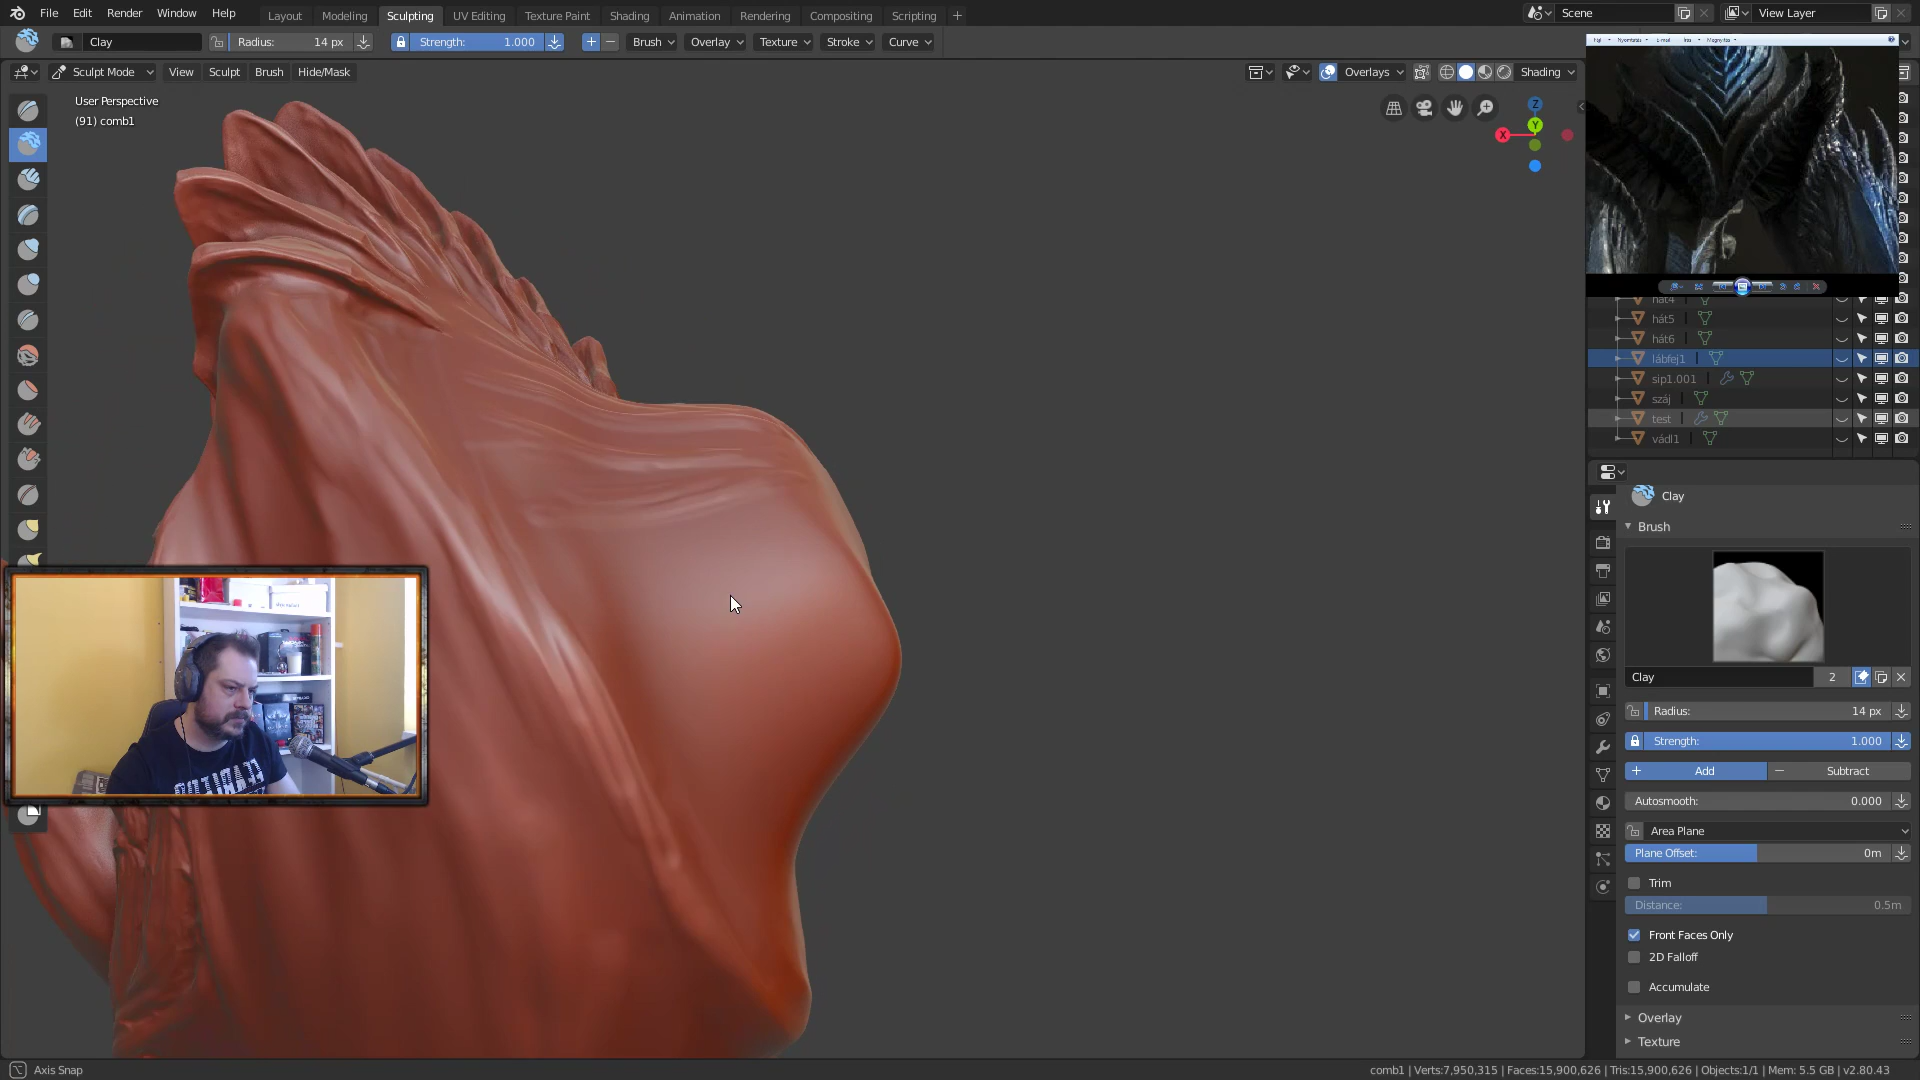 File Edit Render Window Help Layout Modeling Sculpting UV Editing Texture Paint Shading Animation Rendering Compositing Scripting + Scene View Layer
Clay Radius: 14 px Strength: 1.000 Brush Overlay Texture Stroke Curve
Sculpt Mode View Sculpt Brush Hide/Mask Overlays Shading
User Perspective
(91) comb1
Z
Y
X
hát4
hát5
hát6
lábfej1
sip1.001
száj
test
vádl1
Clay
Brush
Clay 2
Radius: 14 px
Strength: 1.000
Add Subtract
Autosmooth: 0.000
Area Plane
Plane Offset: 0m
Trim
Distance: 0.5m
Front Faces Only
2D Falloff
Accumulate
Overlay
Texture
Axis Snap comb1 | Verts:7,950,315 | Faces:15,900,626 | Tris:15,900,626 | Objects:1/1 | Mem: 5.5 GB | v2.80.43